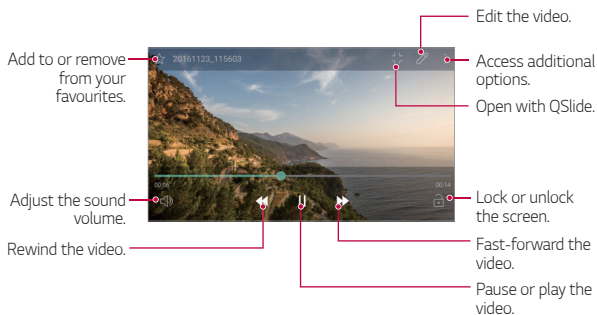 Edit the video.
Add to or remove
from your
favourites.
20161123_115603
Access additional
options.
Open with QSlide.
00:06
00:14
Adjust the sound
volume.
Lock or unlock
the screen.
Rewind the video.
Fast-forward the
video.
Pause or play the
video.